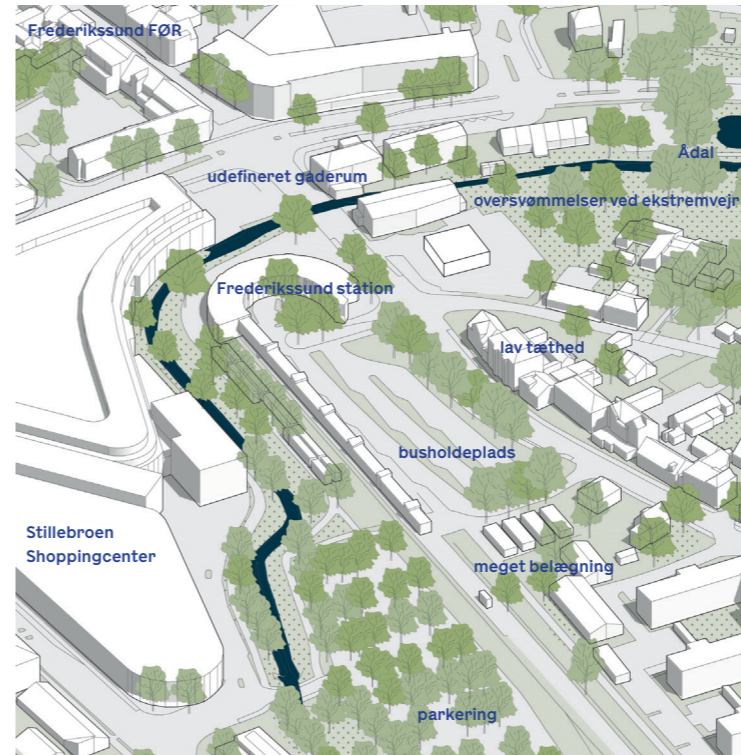 Frederikssund FØR
Ådal
udefineret gaderum
oversvømmelser ved ekstremvejr
Frederikssund station
lav tæthed
busholdeplads
Stillebroen
Shoppingcenter
meget belægning
parkering